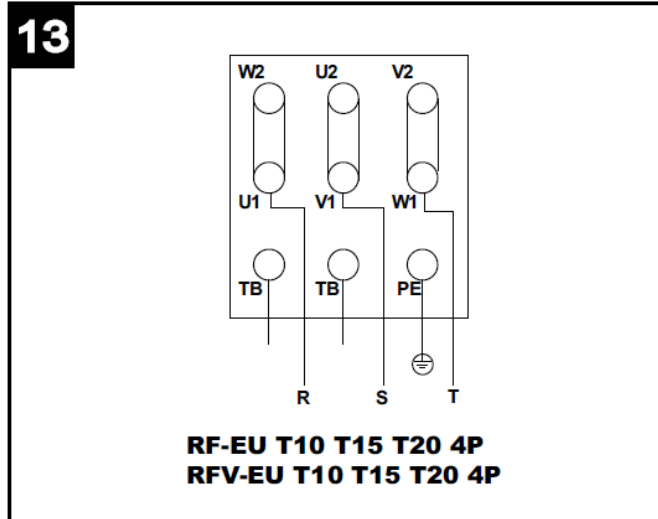 13
W2 U2 V2
U1 V1 W1
TB TB PE
R S T
RF-EU T10 T15 T20 4P
RFV-EU T10 T15 T20 4P